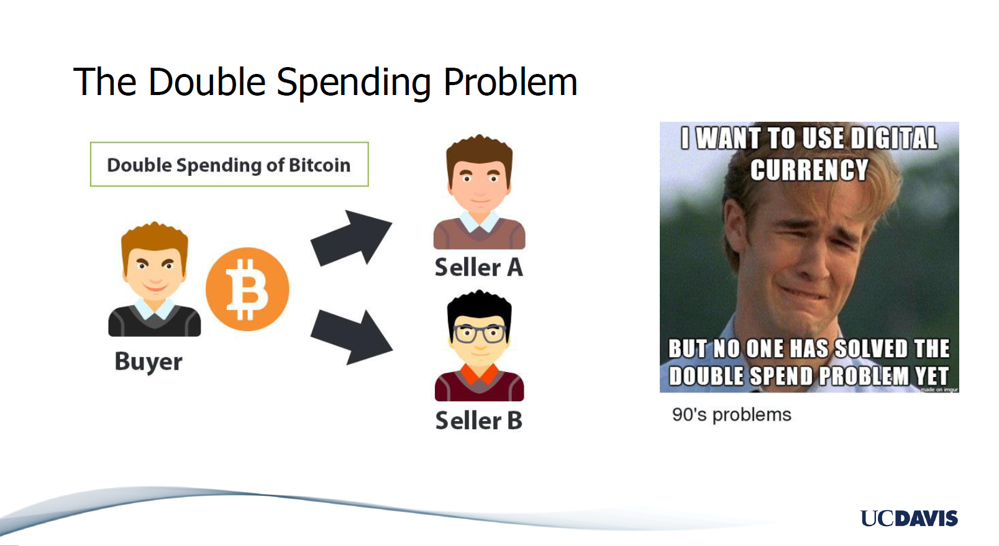 The Double Spending Problem
Double Spending of Bitcoin
Buyer
Seller A
Seller B
I WANT TO USE DIGITAL
CURRENCY
BUT NO ONE HAS SOLVED THE
DOUBLE SPEND PROBLEM YET
made on imgur
90's problems
UCDAVIS